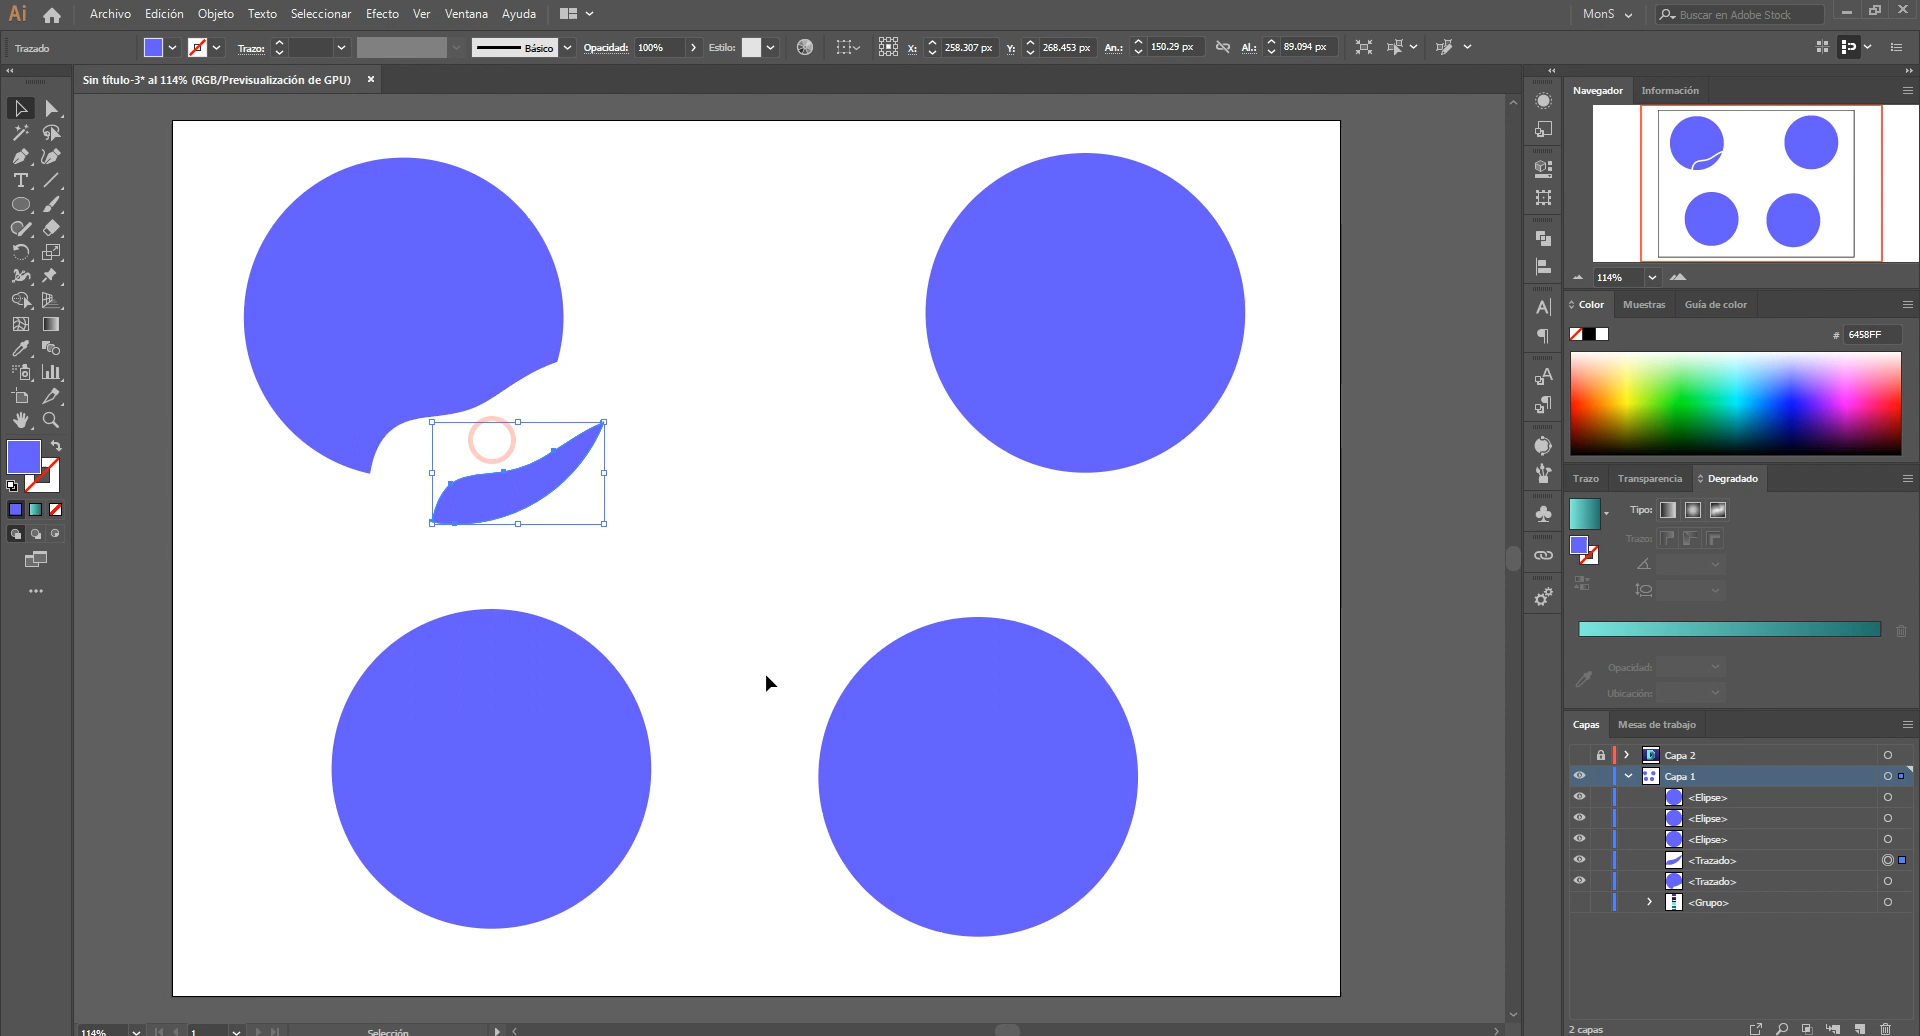 Ai Archivo Edición Objeto Texto Seleccionar Efecto Ver Ventana Ayuda MonS Buscar en Adobe Stock
Trazado Trazo: Básico Opacidad: 100% Estilo: X: 258.307 px Y: 268.453 px An.: 150.29 px Al.: 89.094 px
Sin título-3* al 114% (RGB/Previsualización de GPU) ×
Navegador Información
114%
Color Muestras Guía de color
# 6458FF
Trazo Transparencia Degradado
Tipo:
Trazo:
Opacidad:
Ubicación:
Capas Mesas de trabajo
Capa 2
Capa 1
<Elipse>
<Elipse>
<Elipse>
<Trazado>
<Trazado>
<Grupo>
2 capas
114% 1 Selección